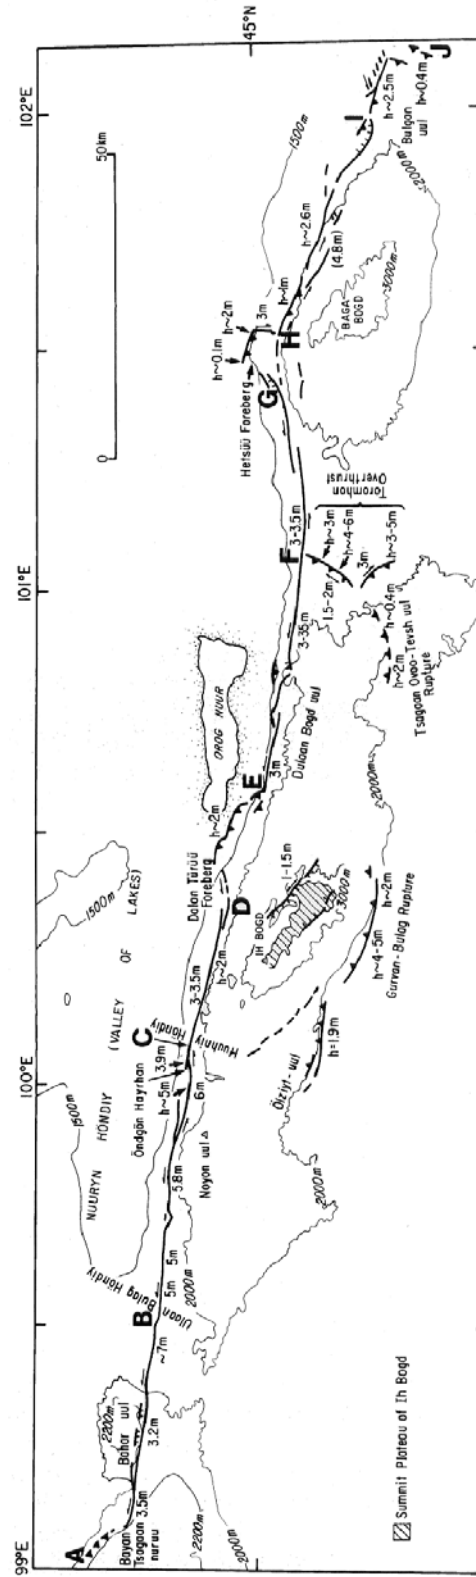 99°E
100°E
101°E
102°E
45°N
0
50km
A
Bayan
Tsagaan
nuruu
3.5m
2200m
Bahar uul
3.2m
2200m
2000m
~7m
B
Ulaan Bulag Höndiy
5m
5m
2000m
5.8m
Noyon uul
6m
NUURYN HÖNDIY
(VALLEY OF LAKES)
1500m
1500m
Öndgön Hayrhan
h~5m
3.9m
C
Huuhniy
Höndiy
3-3.5m
h~2m
D
Dalan Türüü
Foreberg
h~2m
OROG NUUR
E
3m
Dulaan Bogd uul
IH BOGD
1-1.5m
3000m
Ölziyt-uul
h=1.9m
2000m
h~4-5m
h~2m
Gurvan-Bulag Rupture
2000m
3-3.5m
F
3-3.5m
1.5-2m
h~3m
h~4-6m
3m
h~3-5m
Toromhon
Overthrust
h~2m
h~0.4m
Tsagaan Ovoo-Tevsh uul
Rupture
G
Hetsüü Foreberg
h~0.1m
h~2m
3m
H
h~1m
BAGA
BOGD
3000m
h~2.6m
(4.8m)
1500m
2000m
I
h~2.5m
Bulgan
uul
h~0.4m
J
Summit Plateau of Ih Bogd